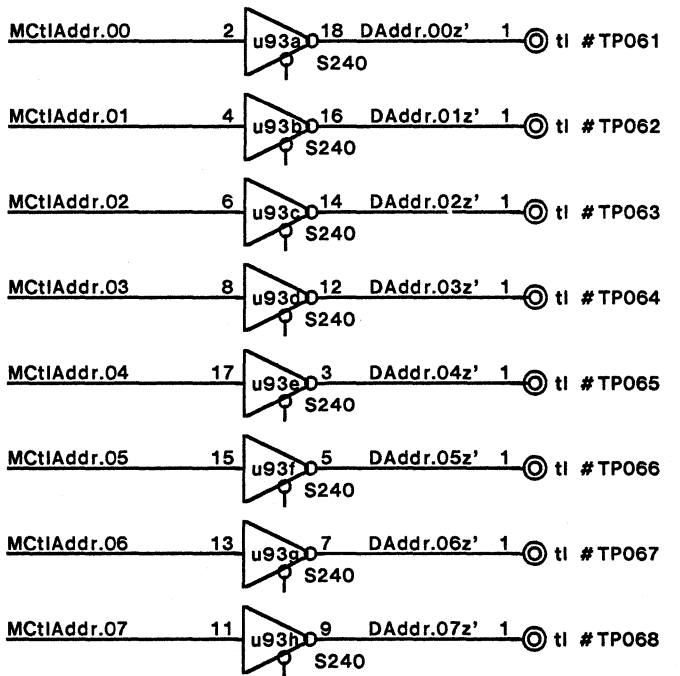 MCtlAddr.00 2 u93a 18 DAddr.00z' 1 tl #TP061
S240
MCtlAddr.01 4 u93b 16 DAddr.01z' 1 tl #TP062
S240
MCtlAddr.02 6 u93c 14 DAddr.02z' 1 tl #TP063
S240
MCtlAddr.03 8 u93d 12 DAddr.03z' 1 tl #TP064
S240
MCtlAddr.04 17 u93e 3 DAddr.04z' 1 tl #TP065
S240
MCtlAddr.05 15 u93f 5 DAddr.05z' 1 tl #TP066
S240
MCtlAddr.06 13 u93g 7 DAddr.06z' 1 tl #TP067
S240
MCtlAddr.07 11 u93h 9 DAddr.07z' 1 tl #TP068
S240